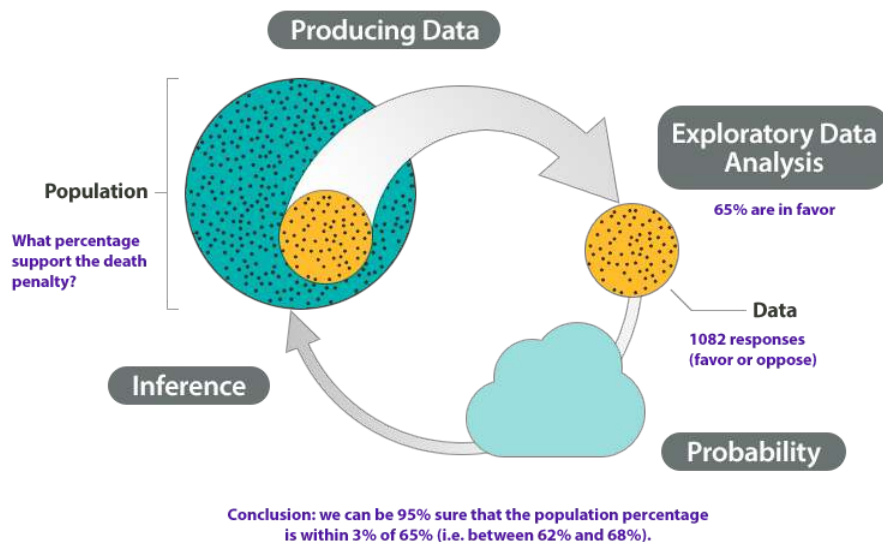 Producing Data
Exploratory Data
Analysis
65% are in favor
Population
What percentage
support the death
penalty?
Data
1082 responses
(favor or oppose)
Inference
Probability
Conclusion: we can be 95% sure that the population percentage
is within 3% of 65% (i.e. between 62% and 68%).